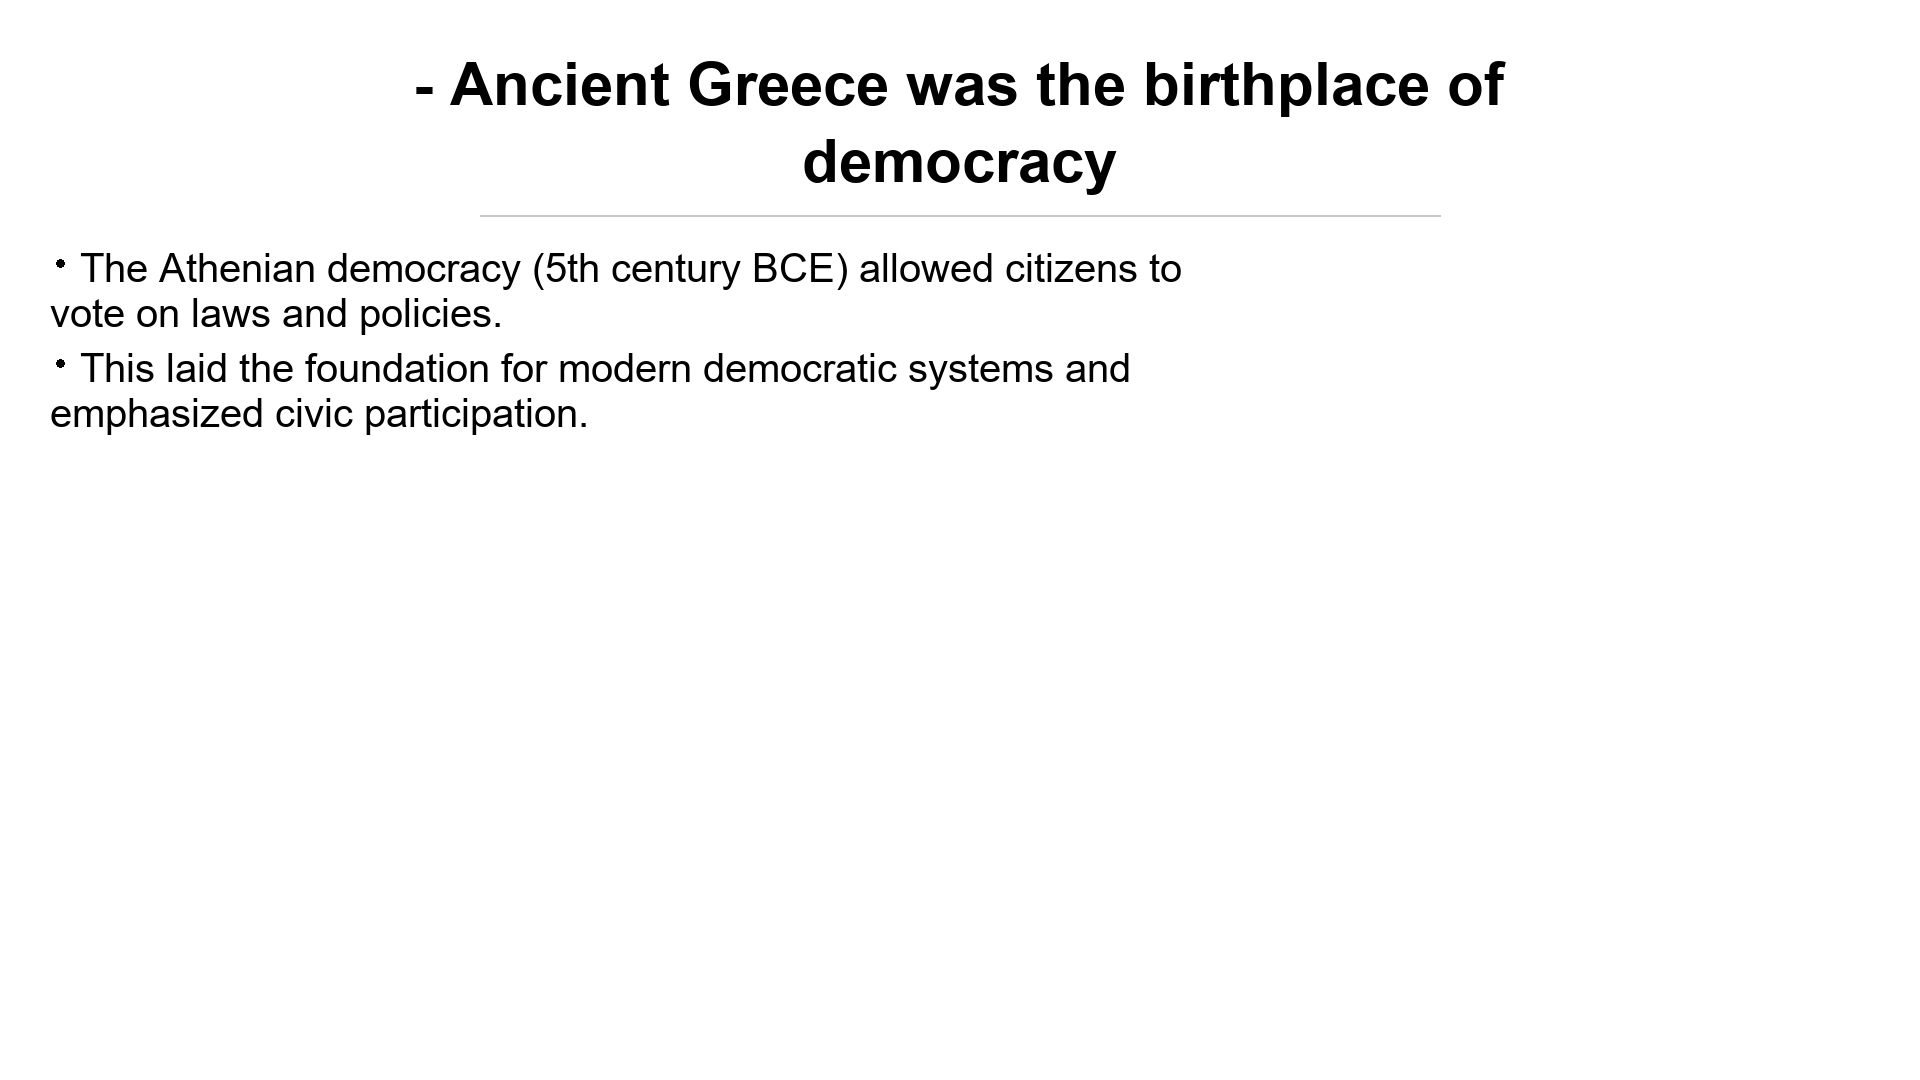 - Ancient Greece was the birthplace of
democracy
• The Athenian democracy (5th century BCE) allowed citizens to
vote on laws and policies.
• This laid the foundation for modern democratic systems and
emphasized civic participation.